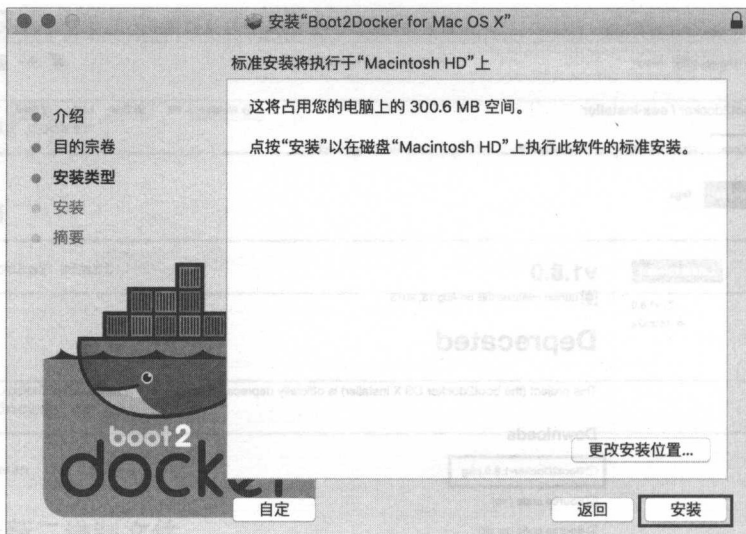 安装“Boot2Docker for Mac OS X”
标准安装将执行于“Macintosh HD”上
介绍
目的宗卷
安装类型
安装
摘要
这将占用您的电脑上的 300.6 MB 空间。
点按“安装”以在磁盘“Macintosh HD”上执行此软件的标准安装。
v1.8.0
Deprecated
Downloads
boot2
docker
更改安装位置...
自定
返回
安装